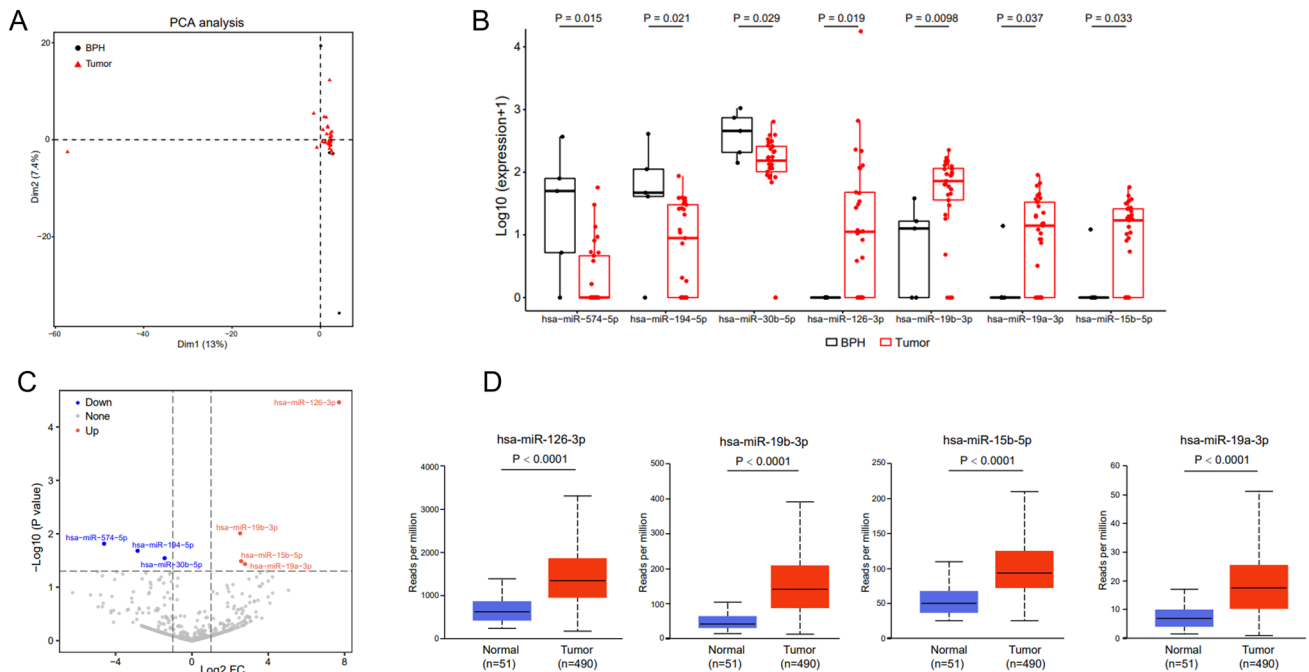 A
PCA analysis
BPH
Tumor
20
0
−20
−60
−40
−20
0
Dim2 (7.4%)
Dim1 (13%)
B
P = 0.015
P = 0.021
P = 0.029
P = 0.019
P = 0.0098
P = 0.037
P = 0.033
Log10 (expression+1)
4
3
2
1
0
hsa−miR−574−5p
hsa−miR−194−5p
hsa−miR−30b−5p
hsa−miR−126−3p
hsa−miR−19b−3p
hsa−miR−19a−3p
hsa−miR−15b−5p
BPH
Tumor
C
Down
None
Up
hsa−miR−126−3p
hsa−miR−19b−3p
hsa−miR−574−5p
hsa−miR−194−5p
hsa−miR−15b−5p
hsa−miR−30b−5p
hsa−miR−19a−3p
−Log10 (P value)
4
3
2
1
0
−4
0
4
8
Log2 FC
D
hsa-miR-126-3p
P < 0.0001
Reads per million
4000
3000
2000
1000
0
Normal
(n=51)
Tumor
(n=490)
hsa-miR-19b-3p
P < 0.0001
Reads per million
500
400
300
200
100
0
Normal
(n=51)
Tumor
(n=490)
hsa-miR-15b-5p
P < 0.0001
Reads per million
250
200
150
100
50
0
Normal
(n=51)
Tumor
(n=490)
hsa-miR-19a-3p
P < 0.0001
Reads per million
60
50
40
30
20
10
0
Normal
(n=51)
Tumor
(n=490)